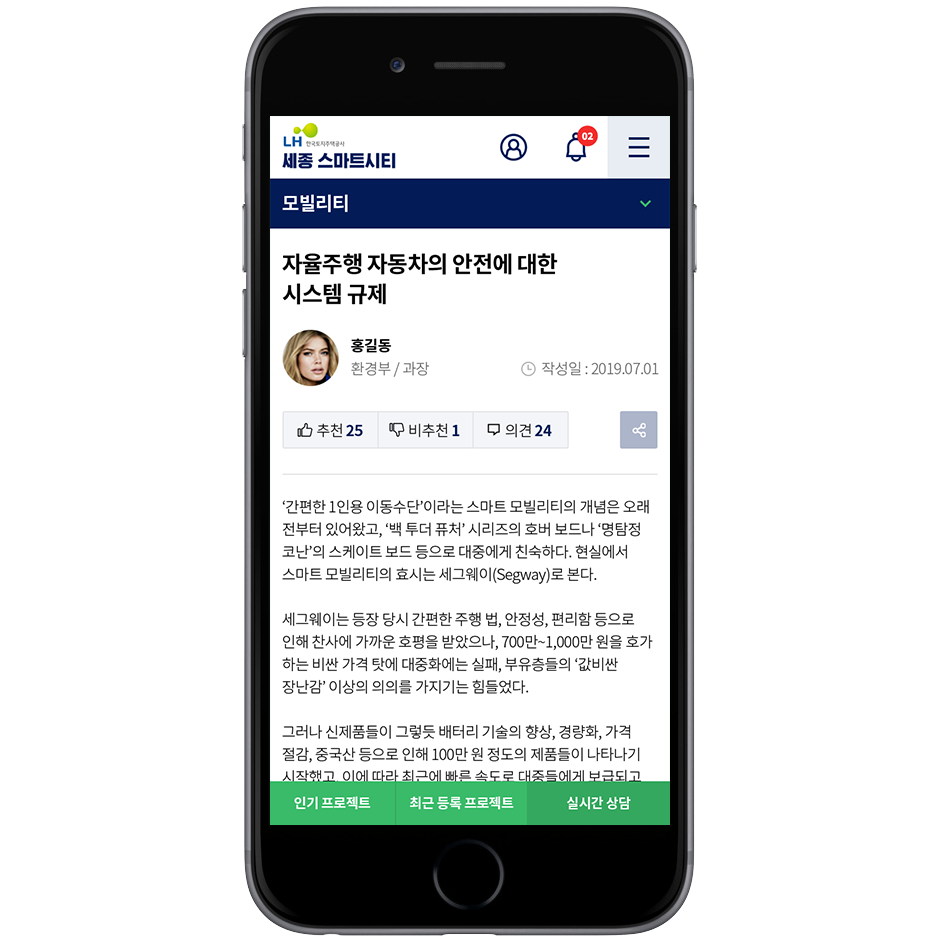 LH 한국토지주택공사
세종 스마트시티
02
모빌리티
자율주행 자동차의 안전에 대한
시스템 규제
홍길동
환경부 / 과장
작성일 : 2019.07.01
추천 25 비추천 1 의견 24
‘간편한 1인용 이동수단’이라는 스마트 모빌리티의 개념은 오래
전부터 있어왔고, ‘백 투더 퓨처’ 시리즈의 호버 보드나 ‘명탐정
코난’의 스케이트 보드 등으로 대중에게 친숙하다. 현실에서
스마트 모빌리티의 효시는 세그웨이(Segway)로 본다.
세그웨이는 등장 당시 간편한 주행 법, 안정성, 편리함 등으로
인해 찬사에 가까운 호평을 받았으나, 700만~1,000만 원을 호가
하는 비싼 가격 탓에 대중화에는 실패, 부유층들의 ‘값비싼
장난감’ 이상의 의의를 가지기는 힘들었다.
그러나 신제품들이 그렇듯 배터리 기술의 향상, 경량화, 가격
절감, 중국산 등으로 인해 100만 원 정도의 제품들이 나타나기
시작했고, 이에 따라 최근에 빠른 속도로 대중들에게 보급되고
인기 프로젝트 최근 등록 프로젝트 실시간 상담